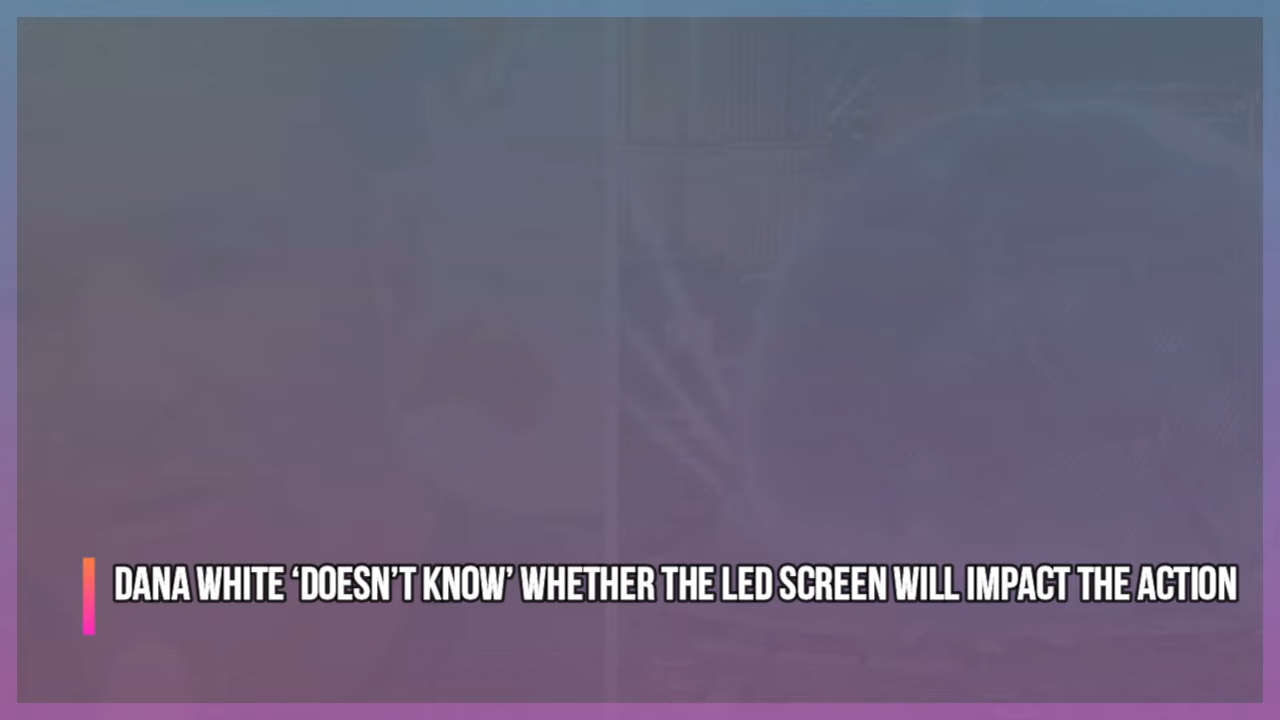 DANA WHITE ‘DOESN’T KNOW’ WHETHER THE LED SCREEN WILL IMPACT THE ACTION